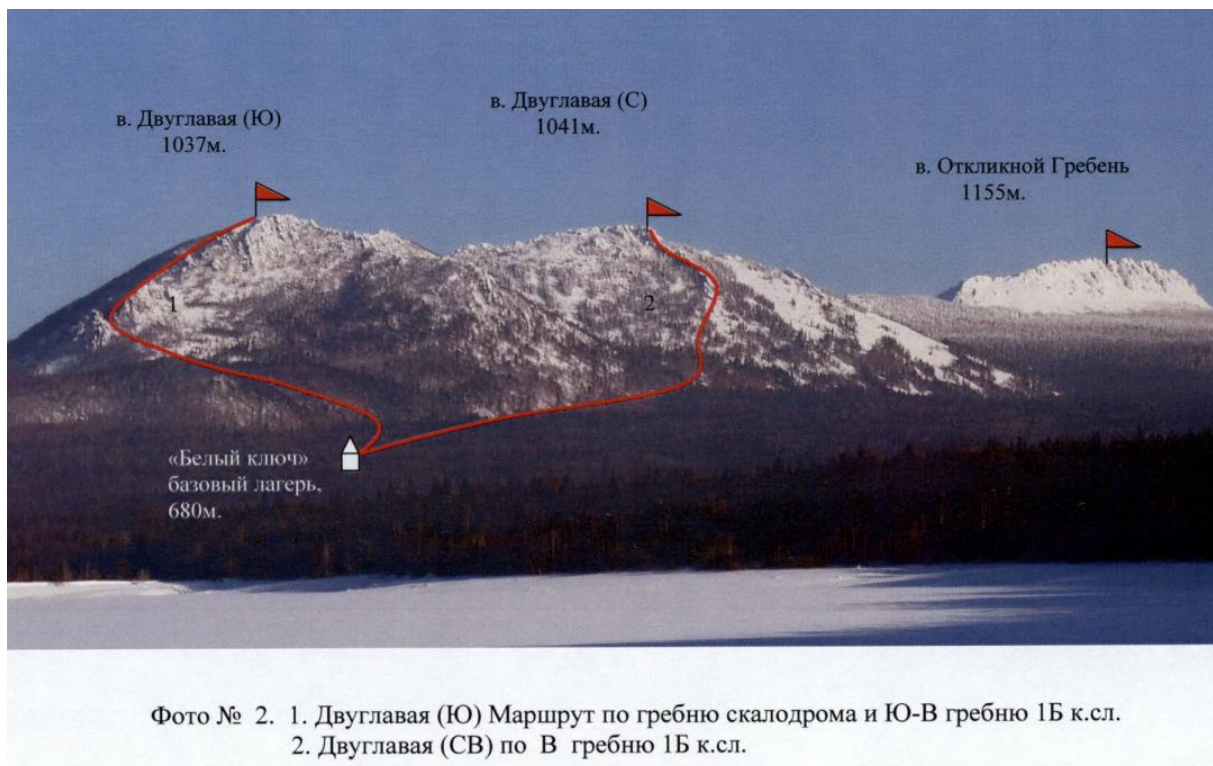 в. Двуглавая (Ю)
1037м.
в. Двуглавая (С)
1041м.
в. Откликной Гребень
1155м.
1
2
«Белый ключ»
базовый лагерь,
680м.
Фото № 2. 1. Двуглавая (Ю) Маршрут по гребню скалодрома и Ю-В гребню 1Б к.сл.
2. Двуглавая (СВ) по В гребню 1Б к.сл.